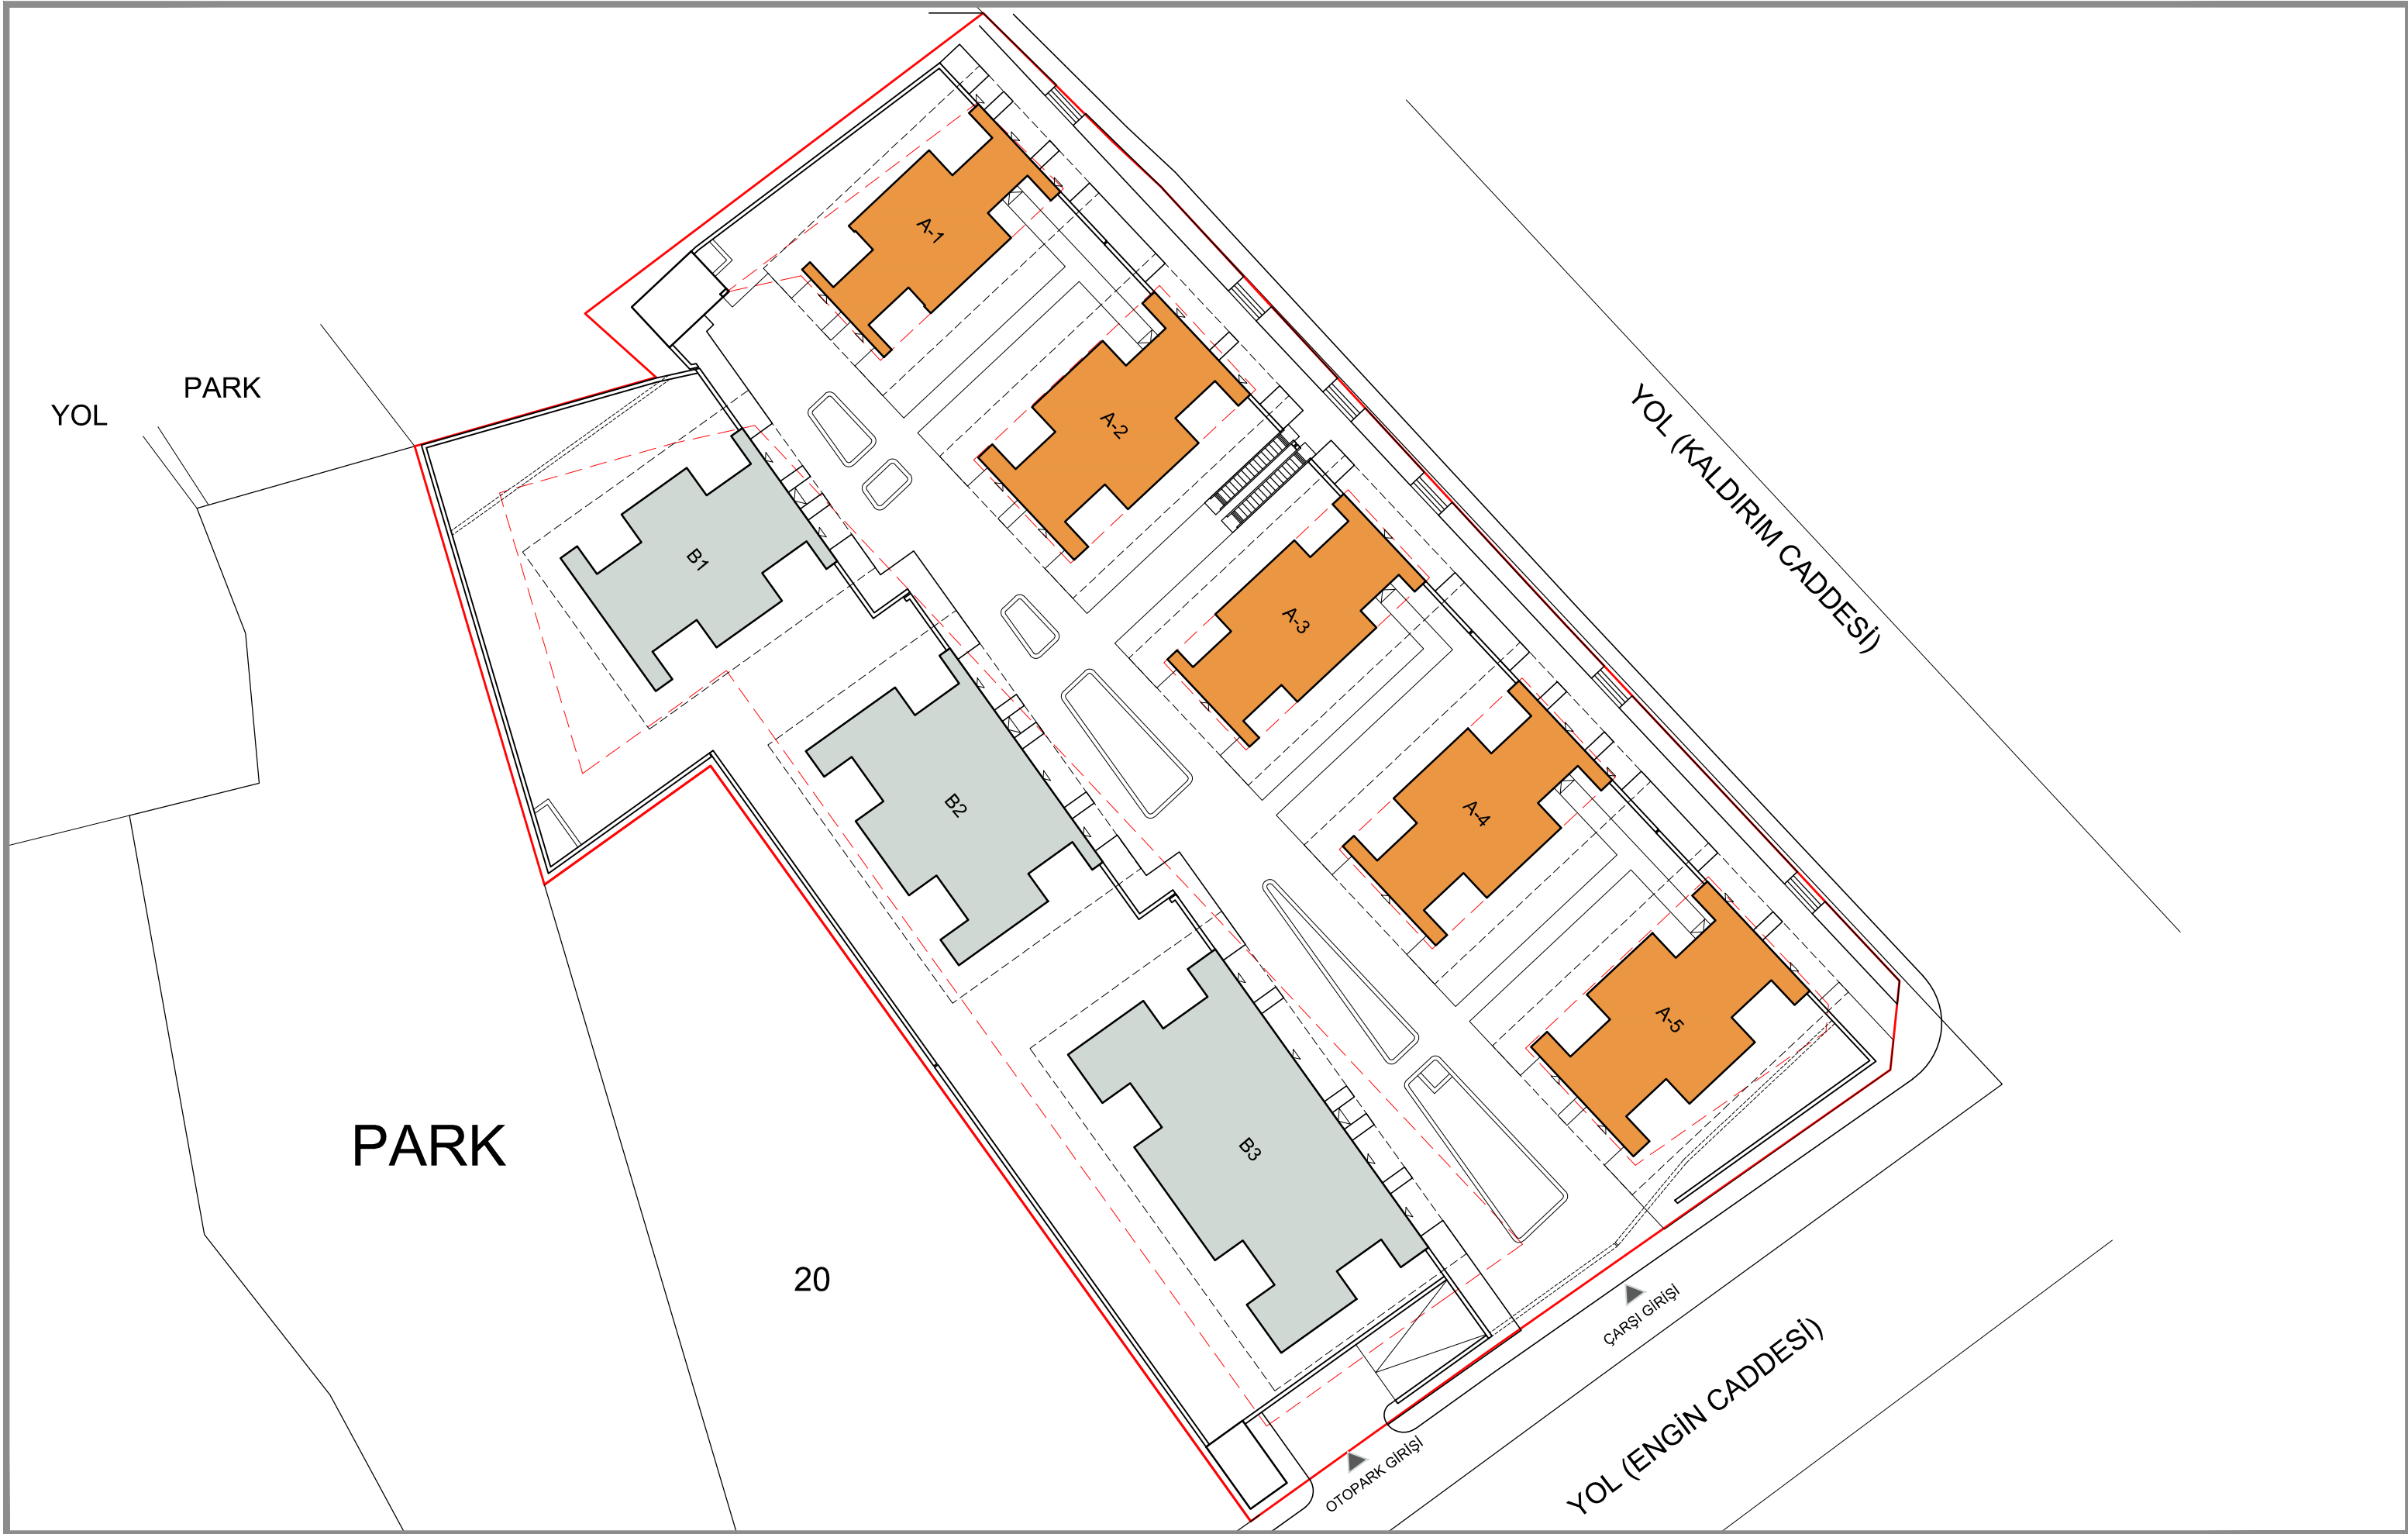 A-1
YOL
PARK
A-2
YOL (KALDIRIM CADDESİ)
B1
A-3
B2
A-4
A-5
PARK
B3
20
ÇARŞI GİRİŞİ
OTOPARK GİRİŞİ
YOL (ENGİN CADDESİ)